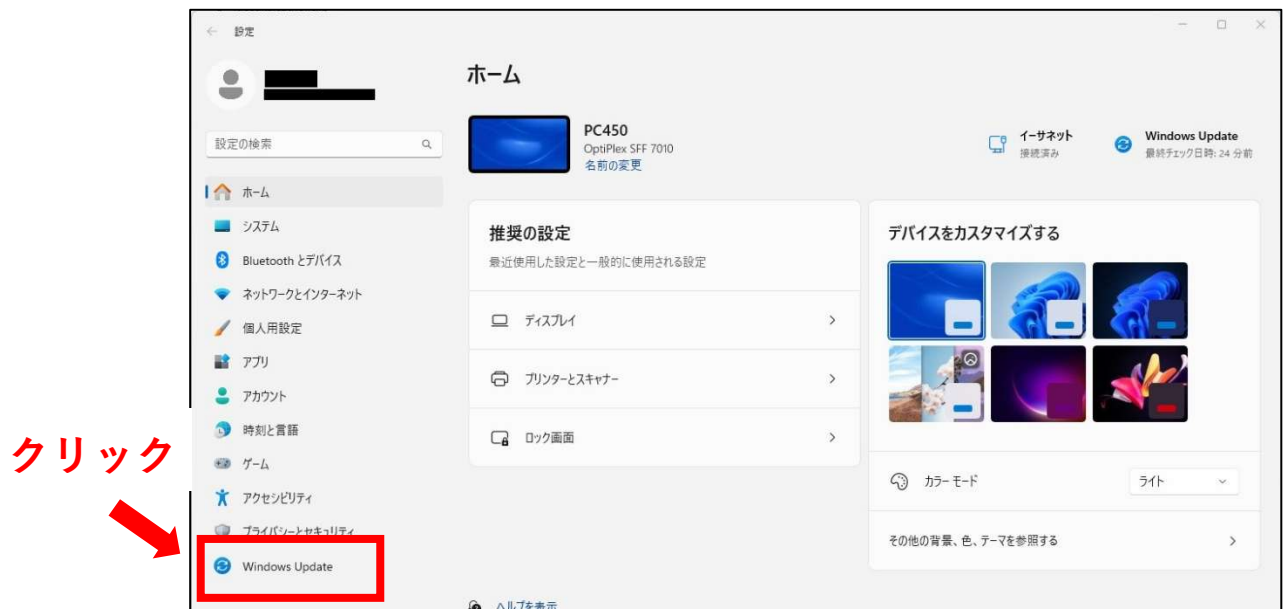 設定
ホーム
設定の検索
PC450
OptiPlex SFF 7010
名前の変更
イーサネット
接続済み
Windows Update
最終チェック日時: 24 分前
ホーム
システム
Bluetooth とデバイス
ネットワークとインターネット
個人用設定
アプリ
アカウント
時刻と言語
ゲーム
アクセシビリティ
プライバシーとセキュリティ
Windows Update
クリック
推奨の設定
最近使用した設定と一般的に使用される設定
ディスプレイ
プリンターとスキャナー
ロック画面
デバイスをカスタマイズする
カラー モード
ライト
その他の背景、色、テーマを参照する
ヘルプを表示